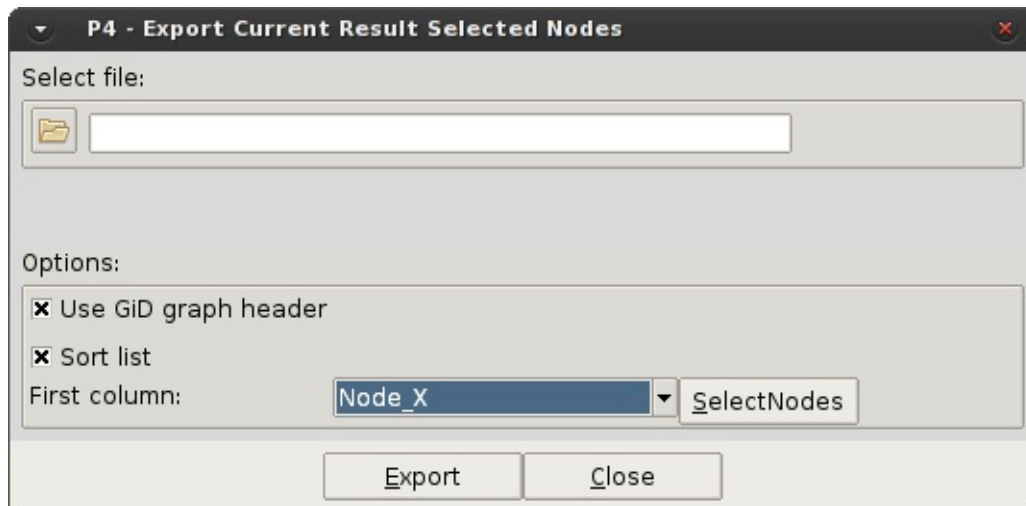 P4 - Export Current Result Selected Nodes
Select file:
Options:
Use GiD graph header
Sort list
First column: Node_X SelectNodes
Export Close